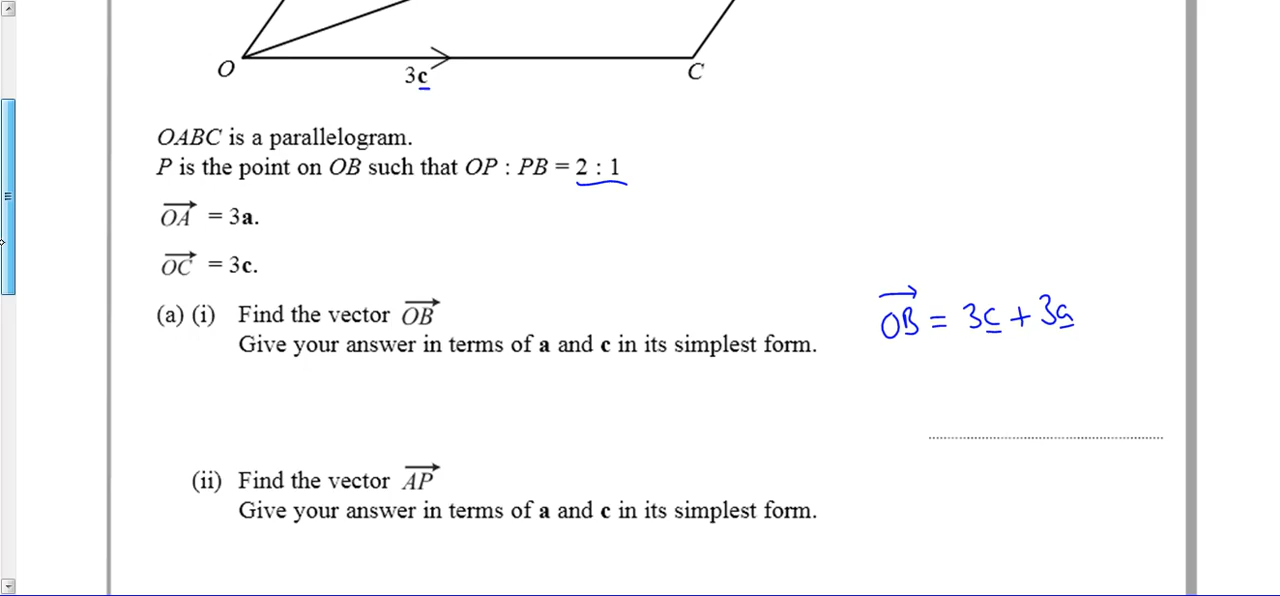 O
3c
C
OABC is a parallelogram.
P is the point on OB such that OP : PB = 2 : 1
OA = 3a.
OC = 3c.
(a) (i) Find the vector OB
Give your answer in terms of a and c in its simplest form.
OB = 3c + 3a
(ii) Find the vector AP
Give your answer in terms of a and c in its simplest form.